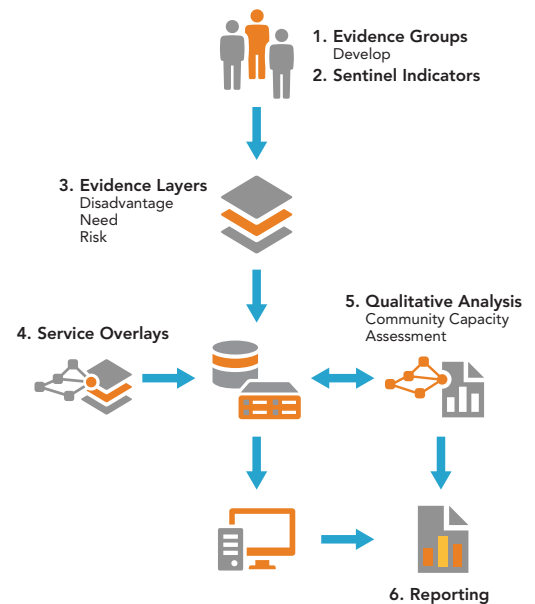 1. Evidence Groups
Develop
2. Sentinel Indicators
3. Evidence Layers
Disadvantage
Need
Risk
4. Service Overlays
5. Qualitative Analysis
Community Capacity
Assessment
6. Reporting